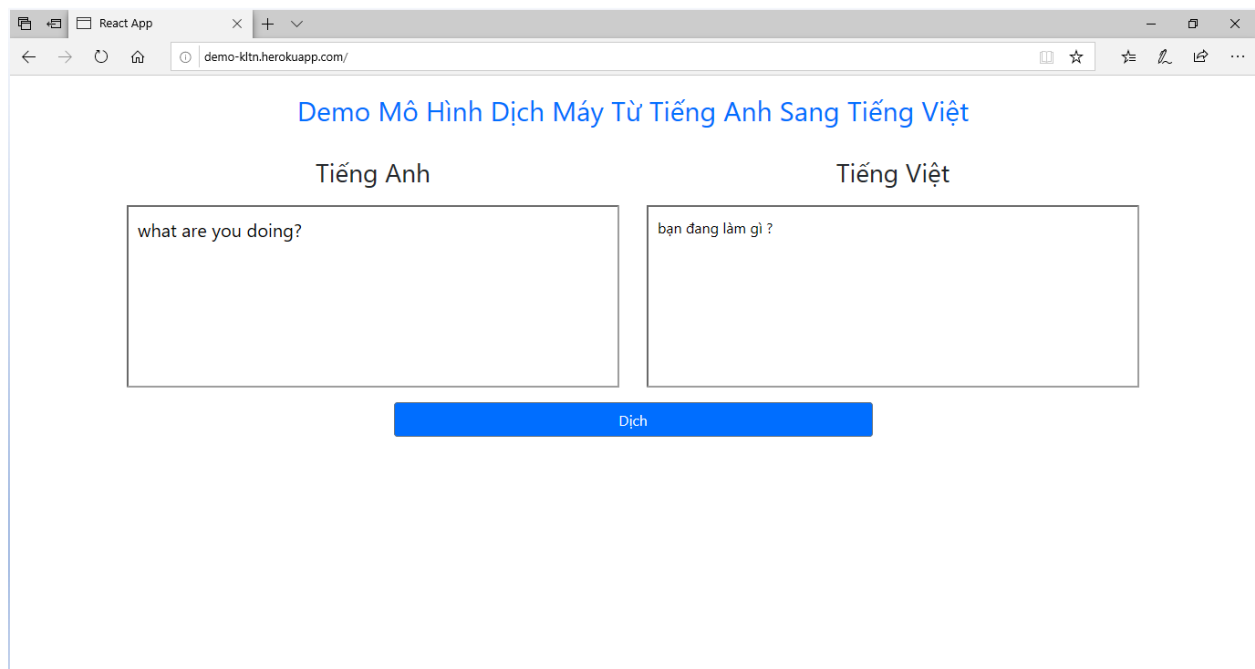 React App
demo-kltn.herokuapp.com/
Demo Mô Hình Dịch Máy Từ Tiếng Anh Sang Tiếng Việt
Tiếng Anh
Tiếng Việt
what are you doing?
bạn đang làm gì ?
Dịch